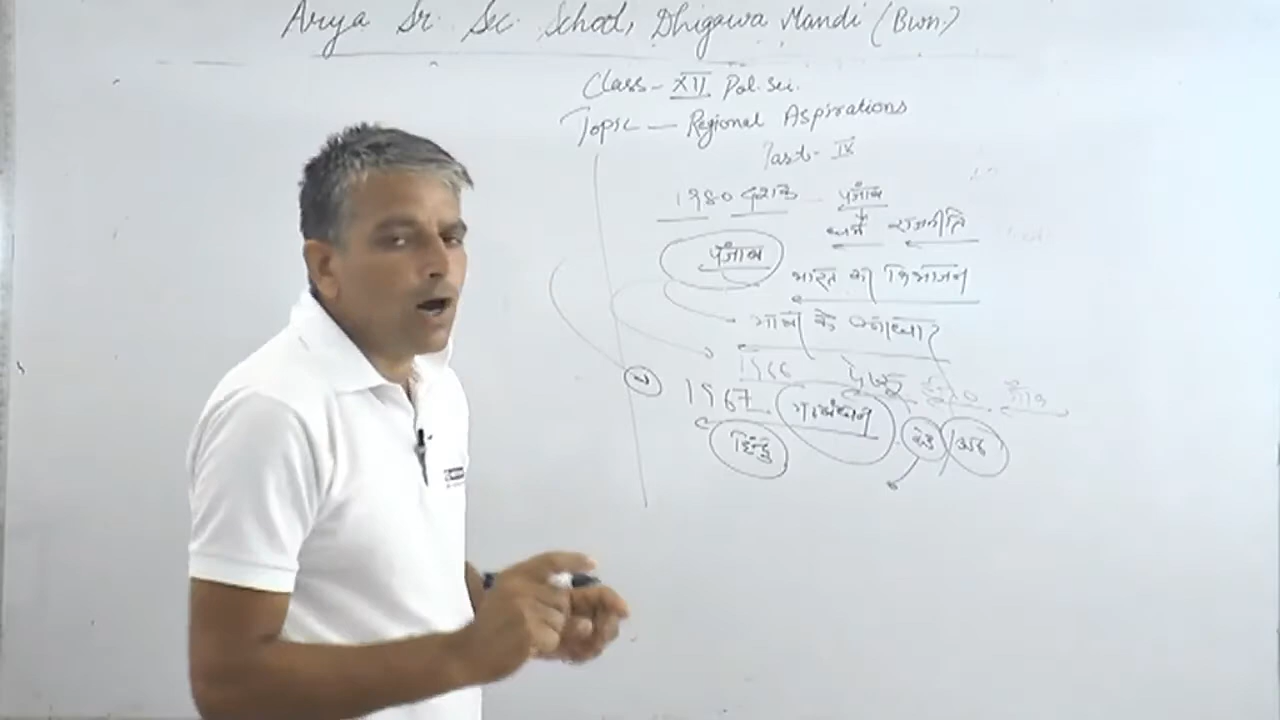 Arya Sr. Sec. School, Dhigawa Mandi (Bwn.)
Class - XII Pol. Sci.
Topic — Regional Aspirations
Part - IV
1980 दशक पंजाब
धर्म राजनीति
पंजाब
भारत का विभाजन
भाषा के आधार
1966
1967 गठबंधन
हिन्दू